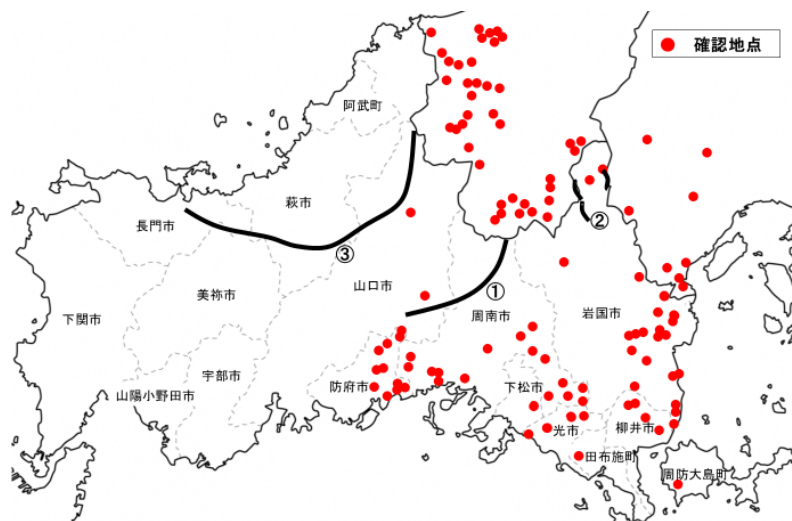 確認地点
阿武町
萩市
②
長門市
③
山口市
①
美祢市
岩国市
下関市
周南市
宇部市
防府市
下松市
山陽小野田市
光市
柳井市
田布施町
周防大島町